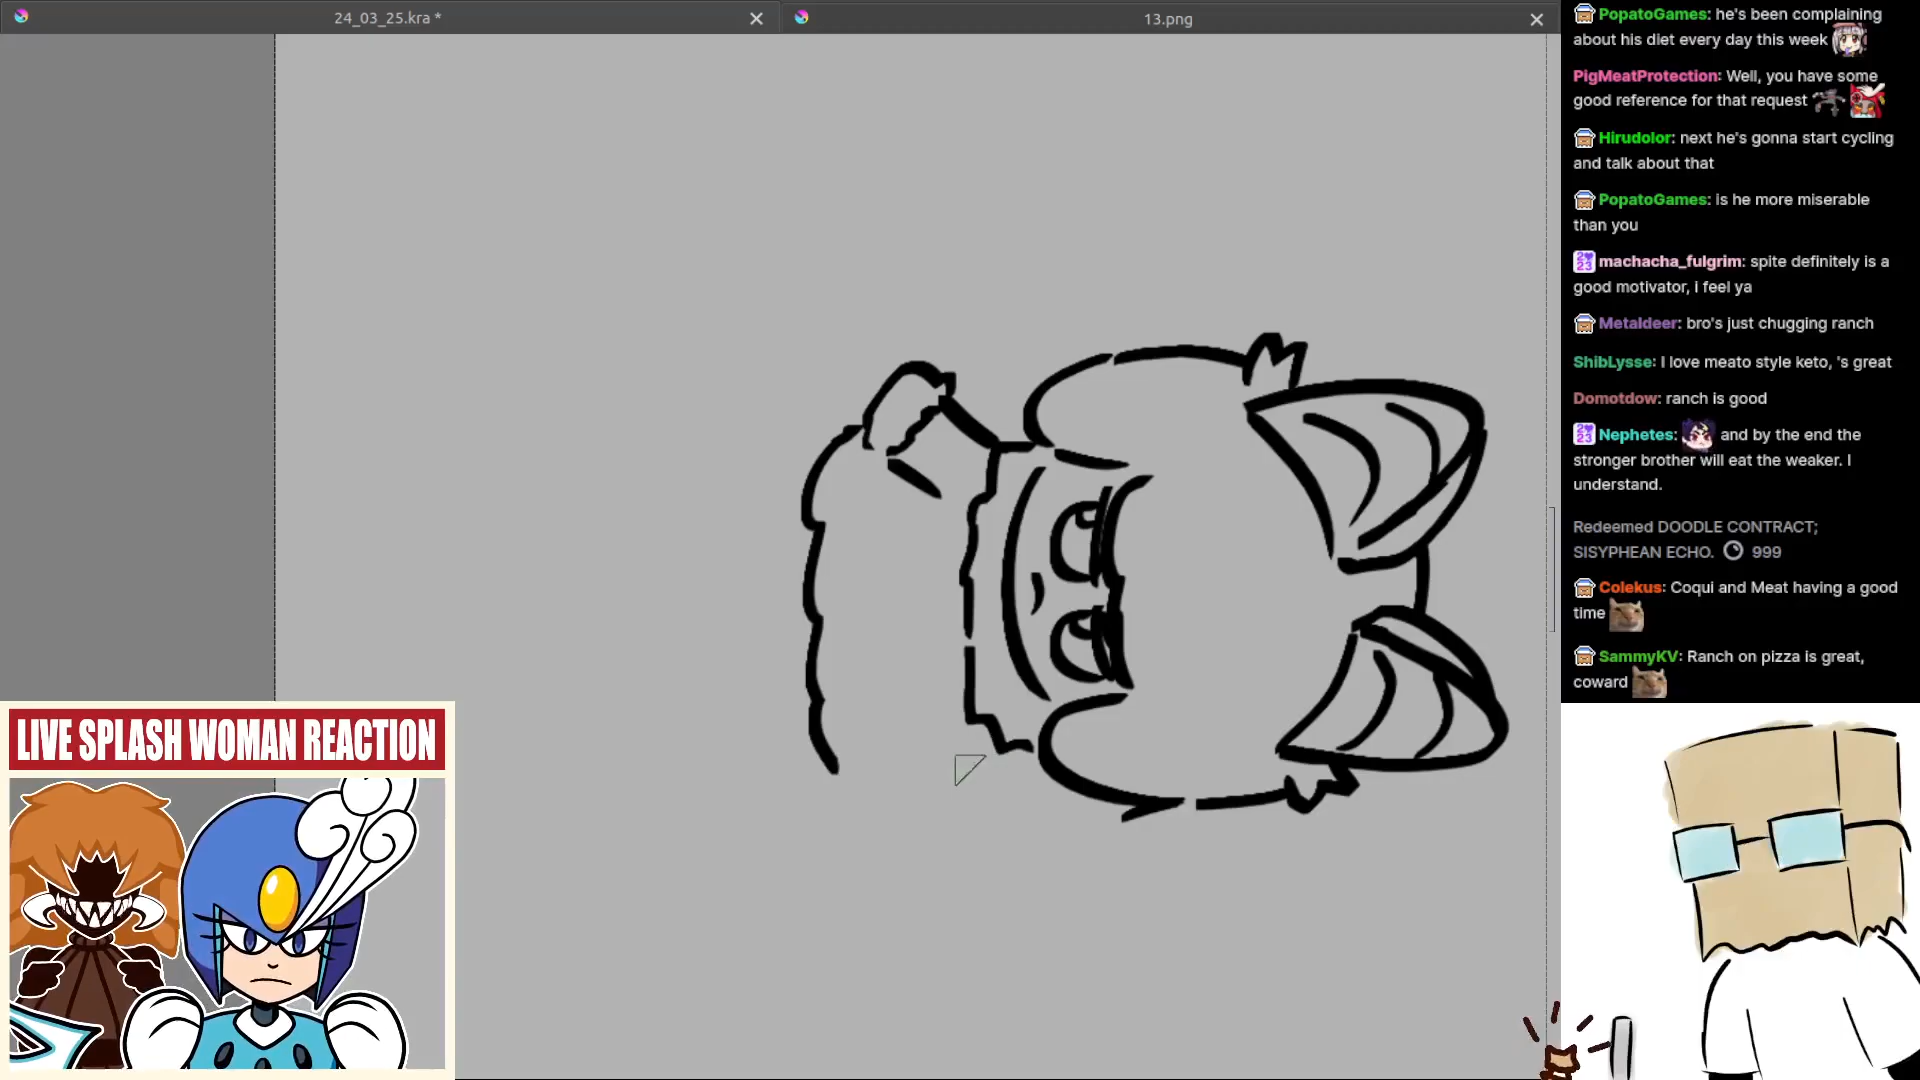 24_03_25.kra *
13.png
PopatoGames: he's been complaining
about his diet every day this week
PigMeatProtection: Well, you have some
good reference for that request
Hirudolor: next he's gonna start cycling
and talk about that
PopatoGames: is he more miserable
than you
machacha_fulgrim: spite definitely is a
good motivator, i feel ya
Metaldeer: bro's just chugging ranch
ShibLysse: I love meato style keto, 's great
Domotdow: ranch is good
Nephetes: and by the end the
stronger brother will eat the weaker. I
understand.
Redeemed DOODLE CONTRACT;
SISYPHEAN ECHO. 999
Colekus: Coqui and Meat having a good
time
SammyKV: Ranch on pizza is great,
coward
LIVE SPLASH WOMAN REACTION